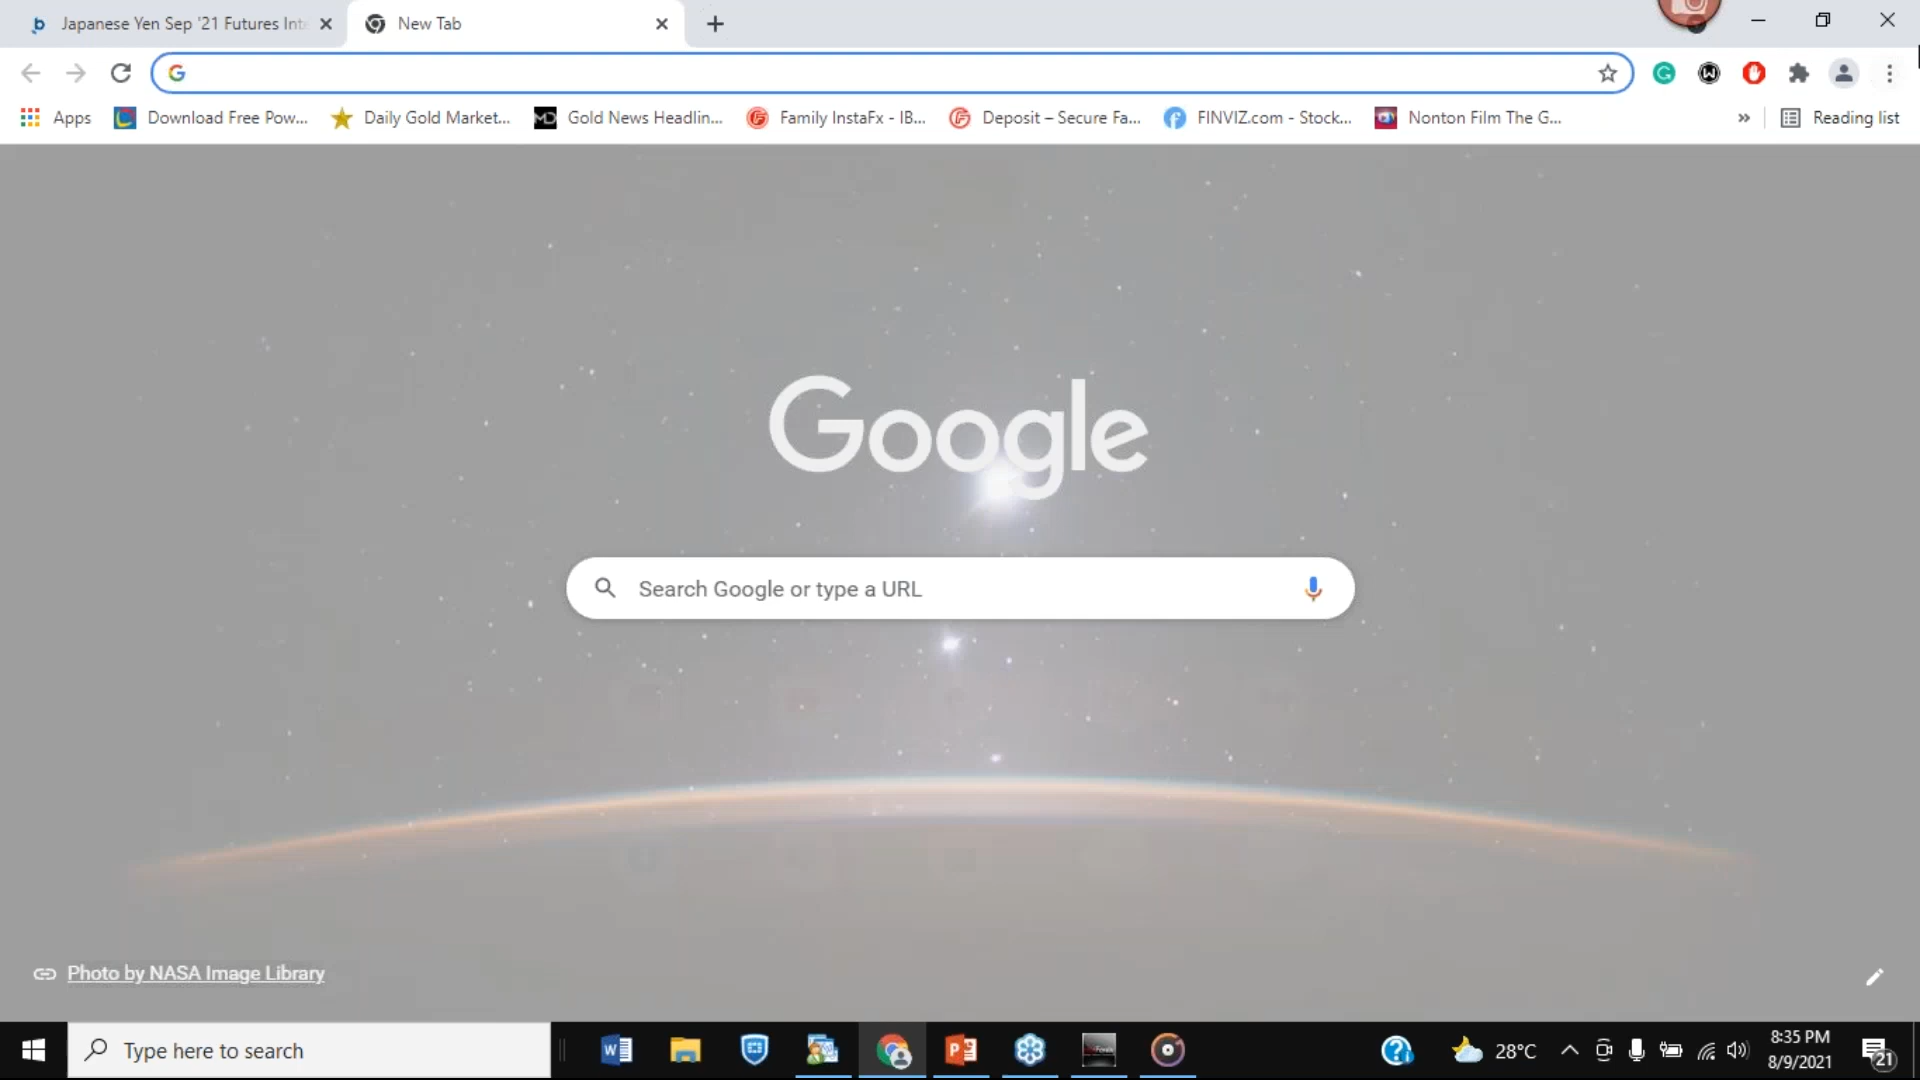 Japanese Yen Sep '21 Futures Inte
New Tab
Apps
Download Free Pow...
Daily Gold Market...
Gold News Headlin...
Family InstaFx - IB...
Deposit – Secure Fa...
FINVIZ.com - Stock...
Nonton Film The G...
Reading list
Google
Search Google or type a URL
Photo by NASA Image Library
Type here to search
28°C
8:35 PM
8/9/2021
21